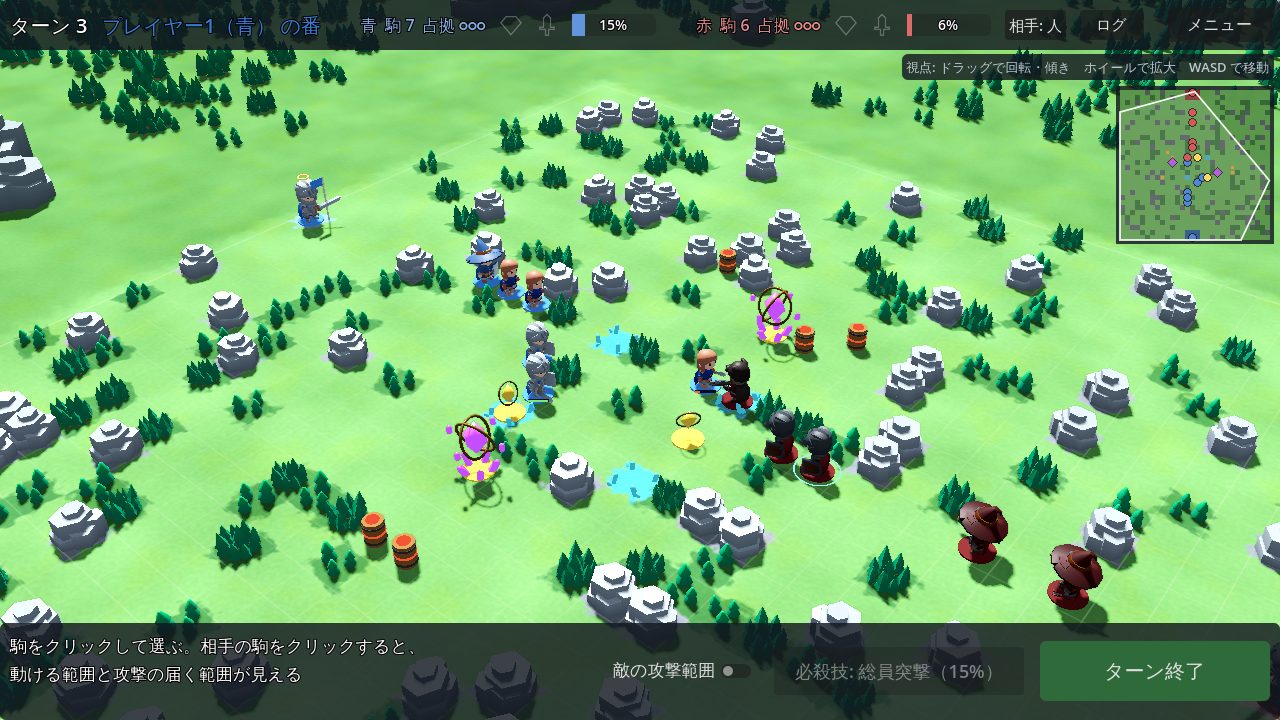 ターン 3 プレイヤー1（青） の番 青 駒 7 占拠 ○○○ 15% 赤 駒 6 占拠 ○○○ 6% 相手: 人 ログ メニュー
視点: ドラッグで回転・傾き ホイールで拡大 WASD で移動
駒をクリックして選ぶ。相手の駒をクリックすると、
動ける範囲と攻撃の届く範囲が見える
敵の攻撃範囲 必殺技: 総員突撃（15%） ターン終了